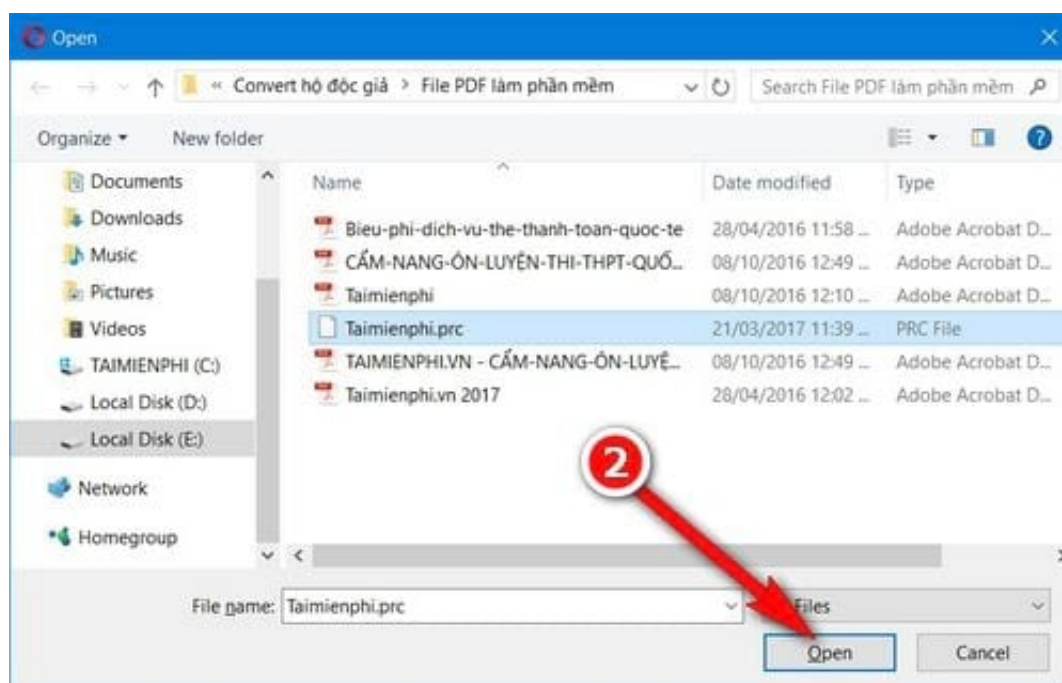 Open
« Convert hộ độc giả > File PDF làm phần mềm
Search File PDF làm phần mềm
Organize
New folder
Documents
Downloads
Music
Pictures
Videos
TAIMIENPHI (C:)
Local Disk (D:)
Local Disk (E:)
Network
Homegroup
Name Date modified Type
Bieu-phi-dich-vu-the-thanh-toan-quoc-te 28/04/2016 11:58 ... Adobe Acrobat D...
CẨM-NANG-ÔN-LUYỆN-THI-THPT-QUỐ... 08/10/2016 12:49 ... Adobe Acrobat D...
Taimienphi 08/10/2016 12:10 ... Adobe Acrobat D...
Taimienphi.prc 21/03/2017 11:39 ... PRC File
TAIMIENPHI.VN - CẨM-NANG-ÔN-LUYỆ... 08/10/2016 12:49 ... Adobe Acrobat D...
Taimienphi.vn 2017 28/04/2016 12:02 ... Adobe Acrobat D...
2
File name: Taimienphi.prc
Files
Open Cancel